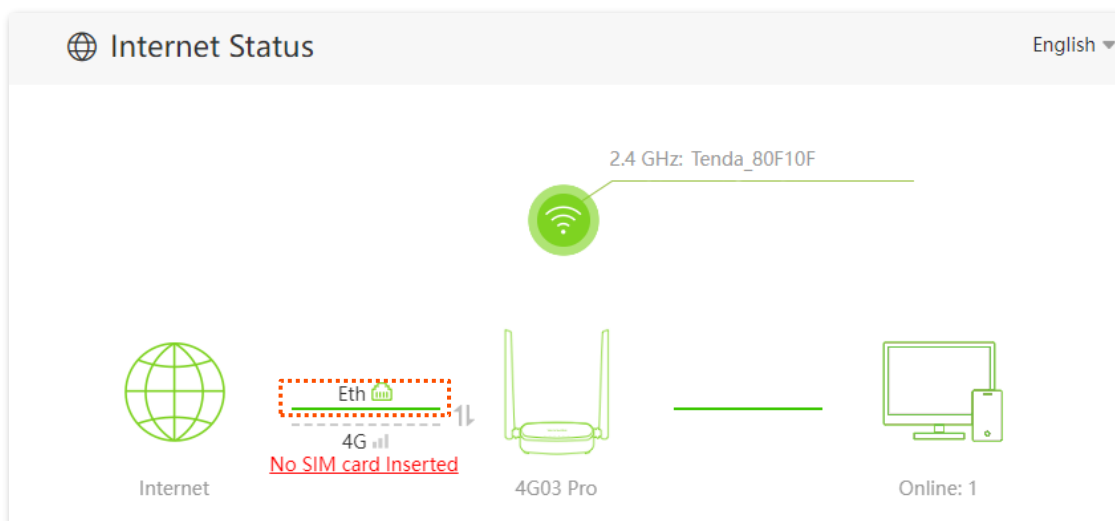 Internet Status
English
2.4 GHz: Tenda_80F10F
Eth
4G
No SIM card Inserted
Internet
4G03 Pro
Online: 1